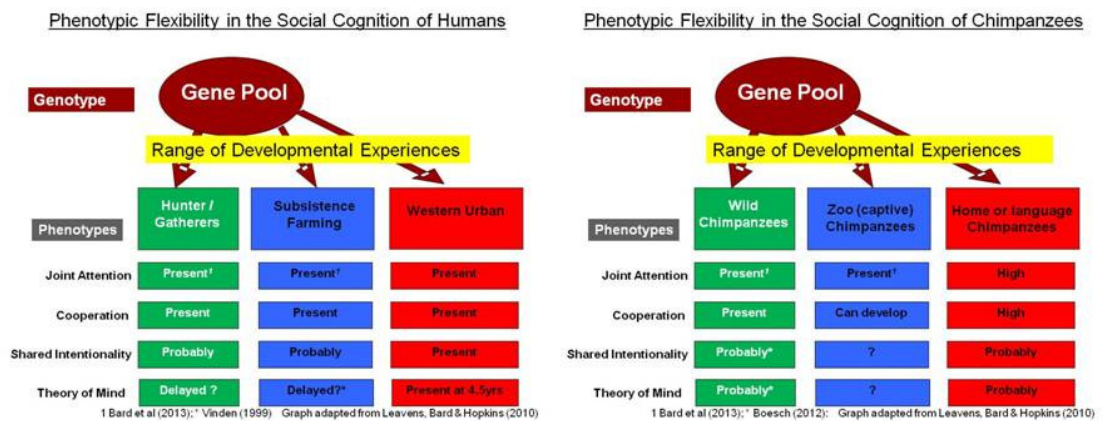 Phenotypic Flexibility in the Social Cognition of Humans
Genotype
Gene Pool
Range of Developmental Experiences
Phenotypes
Hunter /
Gatherers
Subsistence
Farming
Western Urban
Joint Attention
Present†
Present†
Present
Cooperation
Present
Present
Present
Shared Intentionality
Probably
Probably
Present
Theory of Mind
Delayed ?
Delayed?*
Present at 4.5yrs
1 Bard et al (2013); * Vinden (1999) Graph adapted from Leavens, Bard & Hopkins (2010)
Phenotypic Flexibility in the Social Cognition of Chimpanzees
Genotype
Gene Pool
Range of Developmental Experiences
Phenotypes
Wild
Chimpanzees
Zoo (captive)
Chimpanzees
Home or language
Chimpanzees
Joint Attention
Present†
Present†
High
Cooperation
Present
Can develop
High
Shared Intentionality
Probably*
?
Probably
Theory of Mind
Probably*
?
Probably
1 Bard et al (2013); * Boesch (2012): Graph adapted from Leavens, Bard & Hopkins (2010)